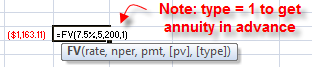 Note: type = 1 to get
annuity in advance
($1,163.11) =FV(7.5%,5,200,1)
FV(rate, nper, pmt, [pv], [type])